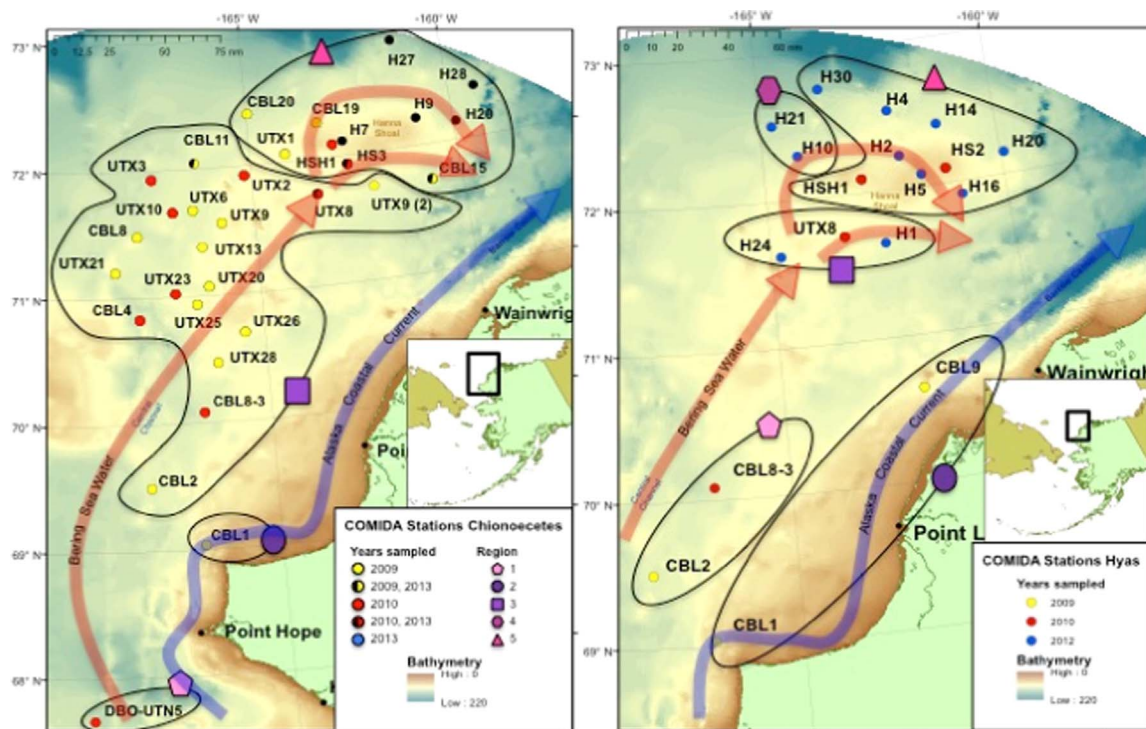 -165°W
-160°W
73° N
0 12.5 25 50 75 nm
H27
H28
CBL20
CBL19
H9
H20
UTX1
H7
Hanna
Shoal
CBL11
HSH1
HS3
CBL15
UTX3
72° N
UTX2
UTX6
UTX8
UTX9 (2)
UTX10
UTX9
CBL8
UTX13
UTX21
UTX23
UTX20
71° N
CBL4
UTX25
UTX26
Wainwrig
UTX28
Alaska Coastal Current
CBL8-3
Central
Channel
70° N
Poi
Bering Sea Water
CBL2
CBL1
69° N
Point Hope
68° N
DBO-UTN5
COMIDA Stations Chionoecetes
Years sampled
Region
2009
1
2009, 2013
2
2010
3
2010, 2013
4
2013
5
Bathymetry
High : 0
Low : 220
-165°W
-160°W
0 10 20 40 60 nm
73° N
H30
H4
H14
H21
H10
H2
H20
HS2
HSH1
H5
H16
Hanna
Shoal
72° N
UTX8
H24
H1
71° N
CBL9
Wainwright
Bering Sea Water
Alaska Coastal Current
Central
Channel
CBL8-3
70° N
Point L
CBL2
CBL1
69° N
COMIDA Stations Hyas
Years sampled
2009
2010
2012
Bathymetry
High : 0
Low : 220